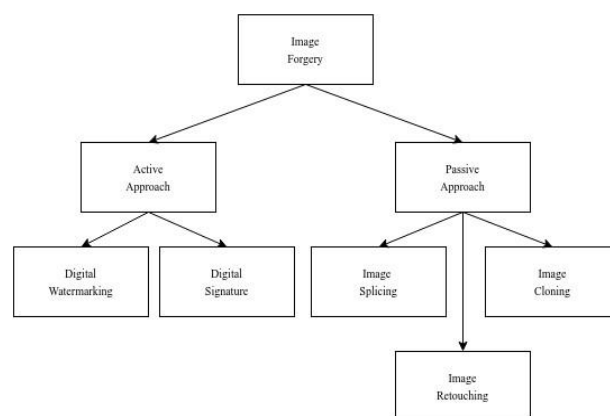 Image
Forgery
Active
Approach
Passive
Approach
Digital
Watermarking
Digital
Signature
Image
Splicing
Image
Cloning
Image
Retouching